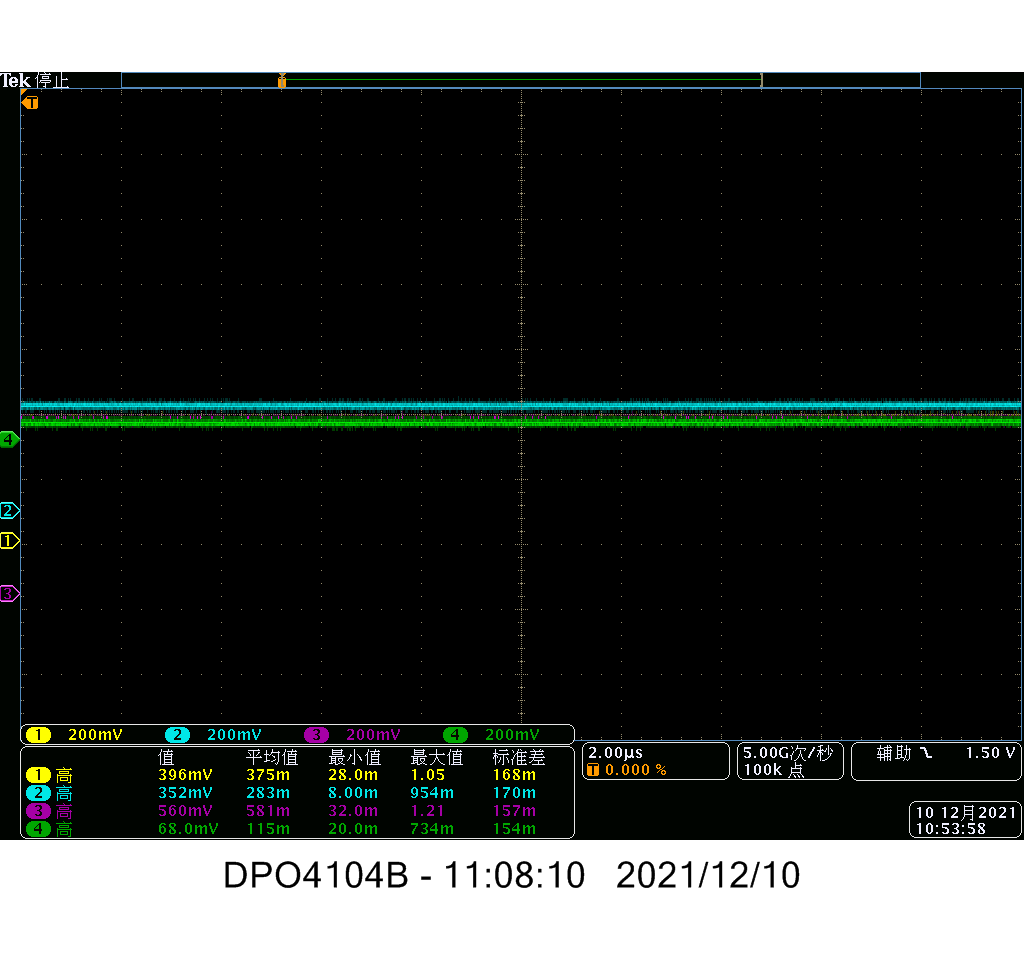 Tek 停止
T
T
4
2
1
3
1 200mV 2 200mV 3 200mV 4 200mV
值 平均值 最小值 最大值 标准差
1 高 396mV 375m 28.0m 1.05 168m
2 高 352mV 283m 8.00m 954m 170m
3 高 560mV 581m 32.0m 1.21 157m
4 高 68.0mV 115m 20.0m 734m 154m
2.00μs
T 0.000 %
5.00G次/秒
100k 点
辅助 1.50 V
10 12月2021
10:53:58
DPO4104B - 11:08:10 2021/12/10